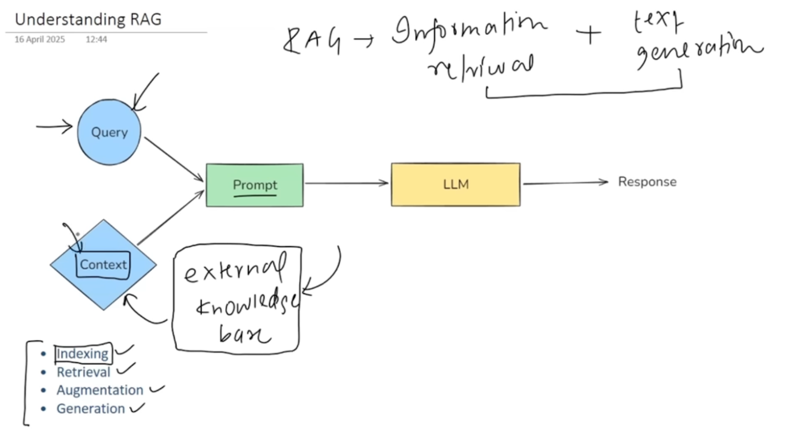 Understanding RAG
16 April 2025 12:44
RAG → Information retrival + text generation
Query
Prompt
LLM
Response
Context
external
knowledge
base
• Indexing
• Retrieval
• Augmentation
• Generation